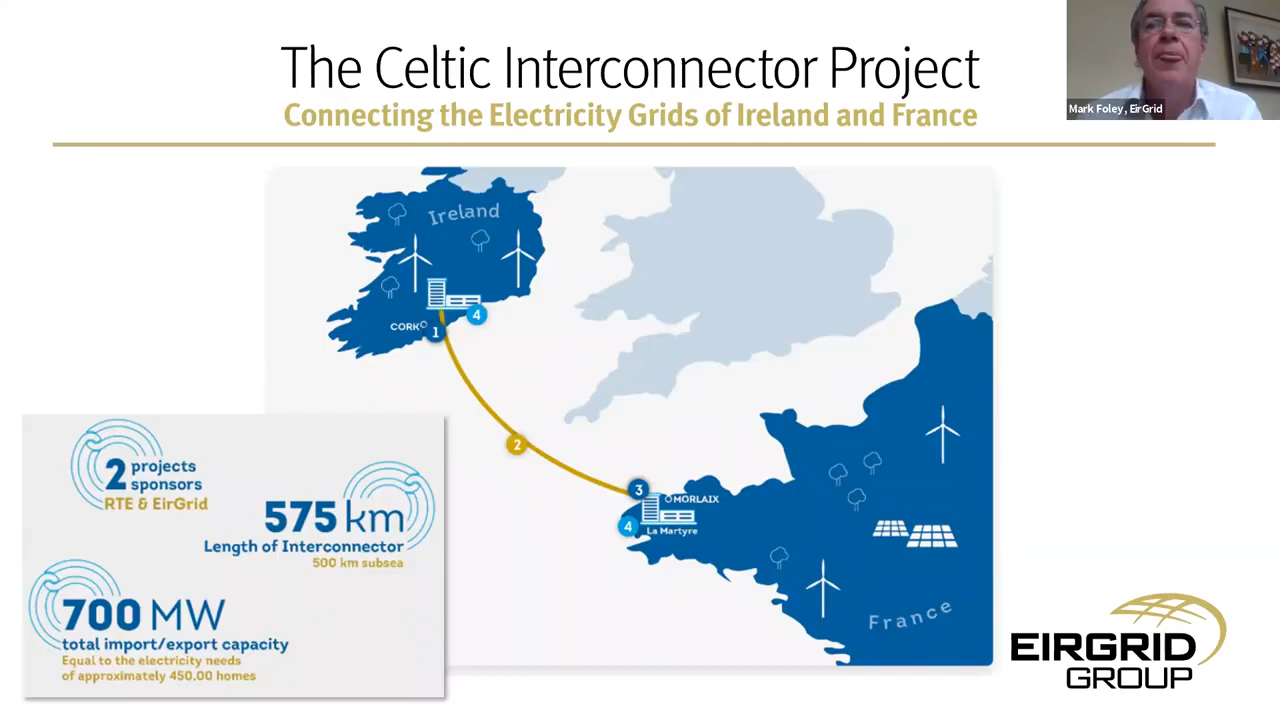 The Celtic Interconnector Project
Connecting the Electricity Grids of Ireland and France
Mark Foley, EirGrid
Ireland
CORK
1
4
2
3
MORLAIX
4
La Martyre
France
2 projects
sponsors
RTE & EirGrid
575 km
Length of Interconnector
500 km subsea
700 MW
total import/export capacity
Equal to the electricity needs
of approximately 450.00 homes
EIRGRID
GROUP